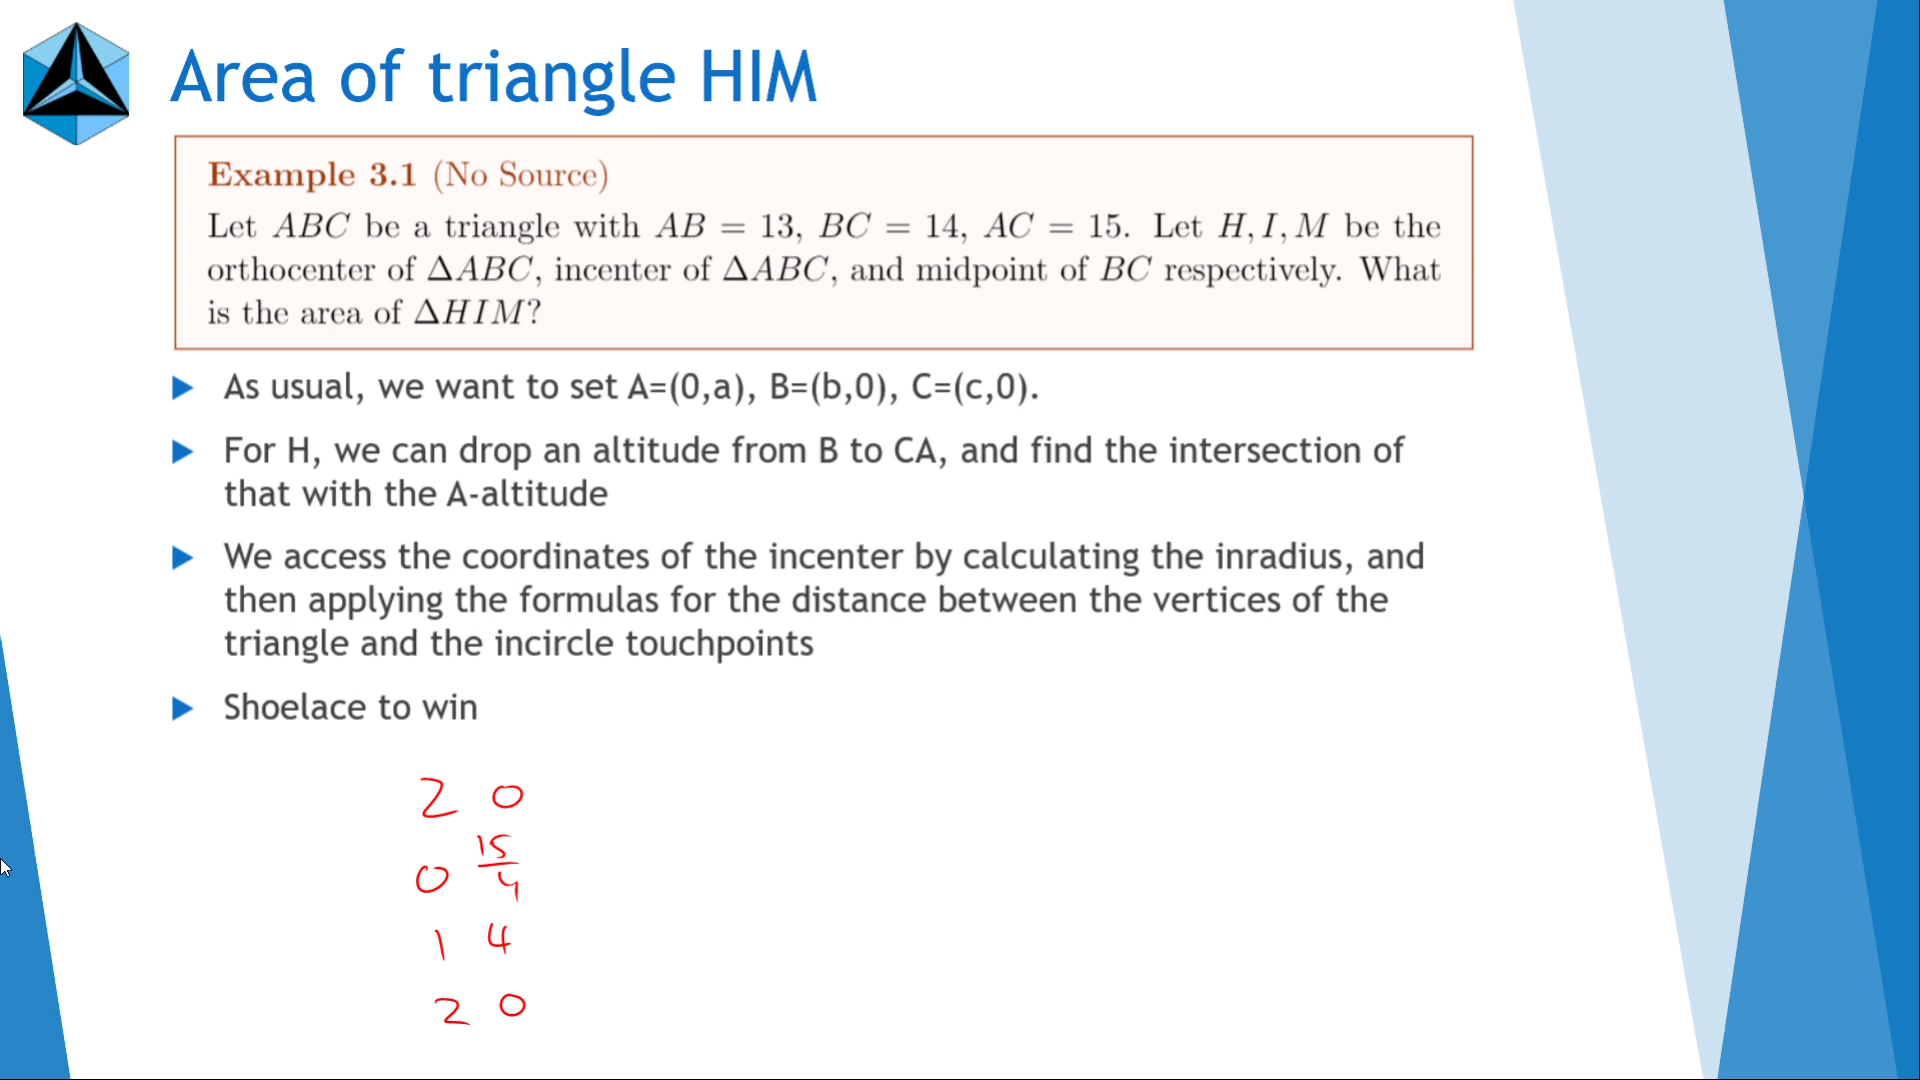 Area of triangle HIM
Example 3.1 (No Source)
Let ABC be a triangle with AB = 13, BC = 14, AC = 15. Let H, I, M be the
orthocenter of ΔABC, incenter of ΔABC, and midpoint of BC respectively. What
is the area of ΔHIM?
As usual, we want to set A=(0,a), B=(b,0), C=(c,0).
For H, we can drop an altitude from B to CA, and find the intersection of
that with the A-altitude
We access the coordinates of the incenter by calculating the inradius, and
then applying the formulas for the distance between the vertices of the
triangle and the incircle touchpoints
Shoelace to win
2 0
0 15/4
1 4
2 0